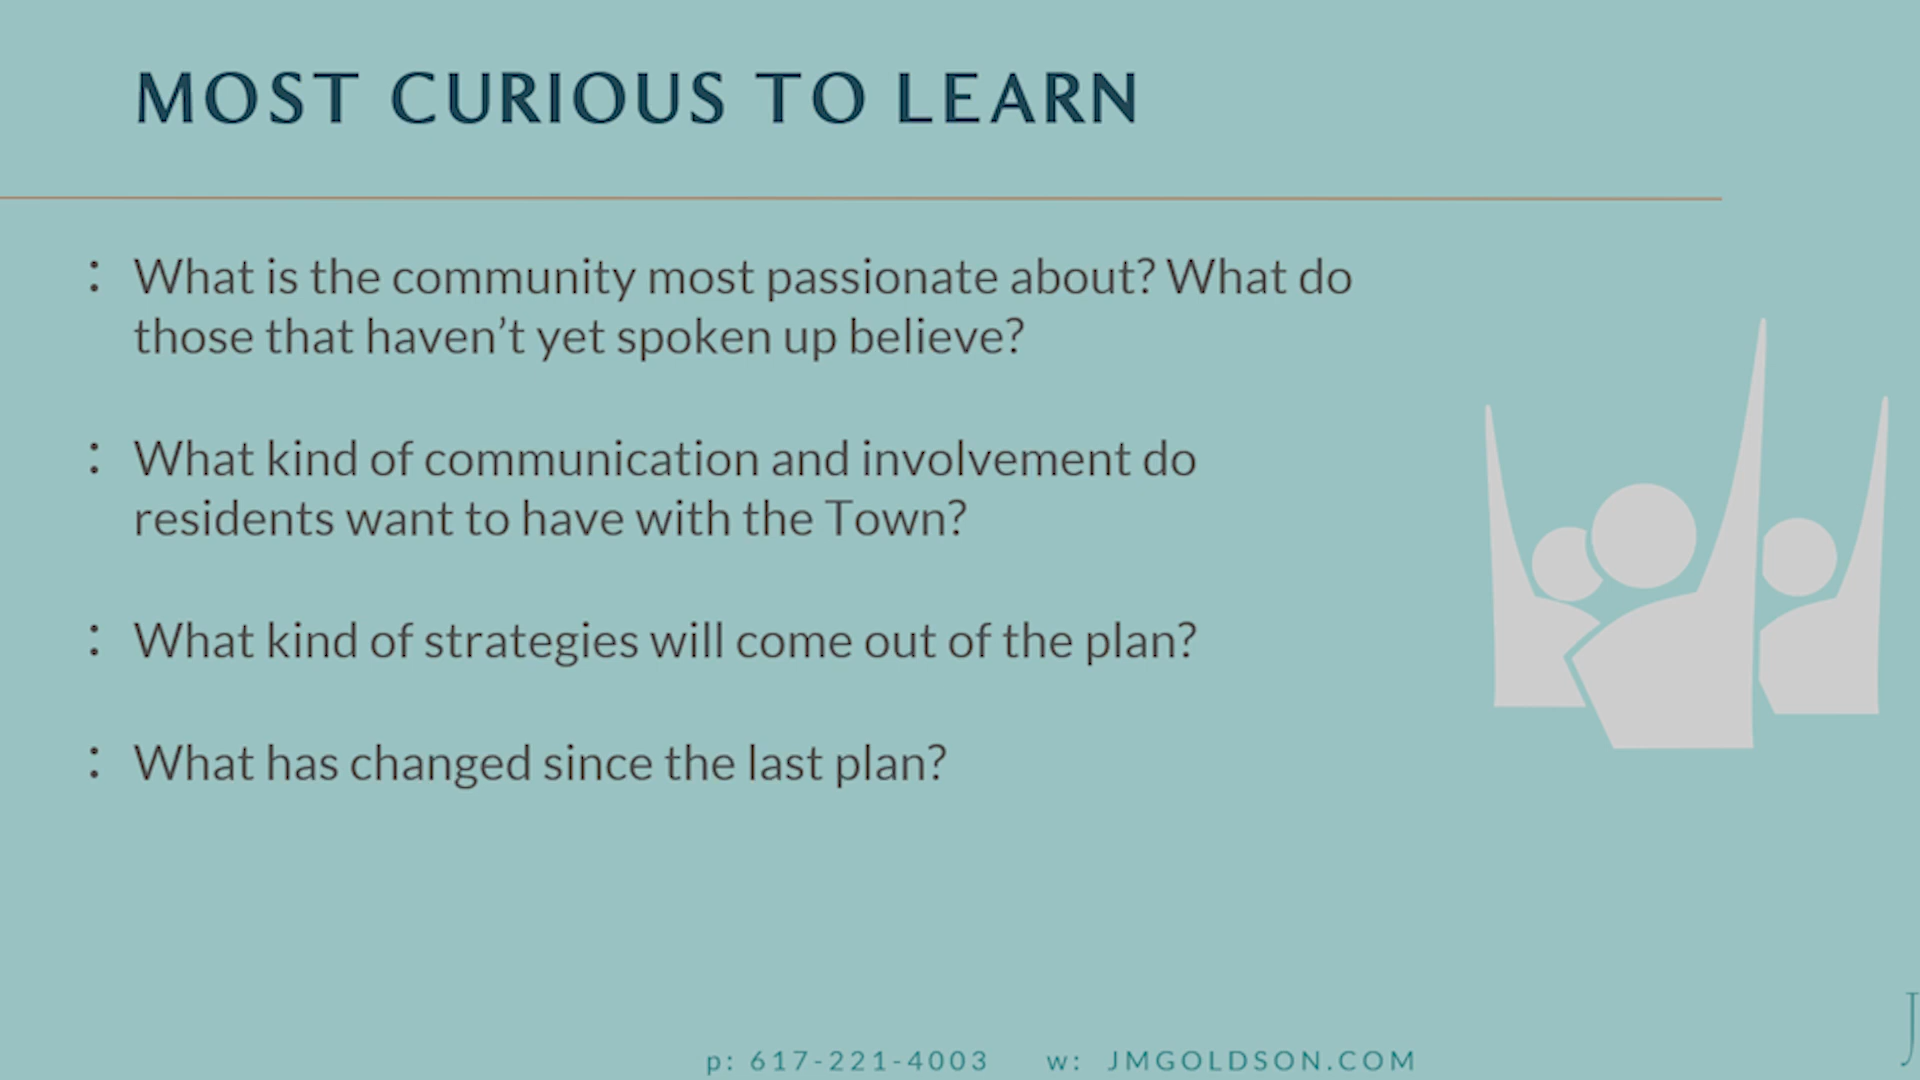 MOST CURIOUS TO LEARN
: What is the community most passionate about? What do
those that haven’t yet spoken up believe?
: What kind of communication and involvement do
residents want to have with the Town?
: What kind of strategies will come out of the plan?
: What has changed since the last plan?
p: 617-221-4003 w: JMGOLDSON.COM
J